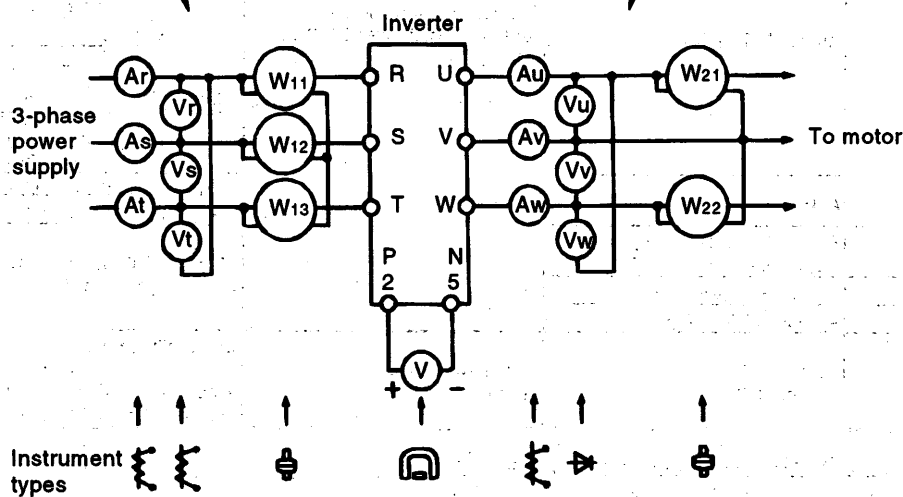 Inverter
Ar W11 R U Au W21
Vr Vu
3-phase
power
supply
As W12 S V Av To motor
Vs Vv
At W13 T W Aw W22
Vt Vw
P N
2 5
+ V −
Instrument
types